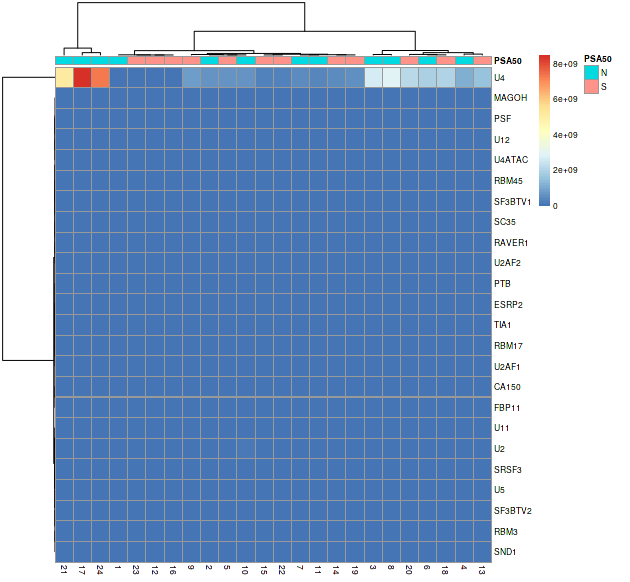 PSA50
U4
MAGOH
PSF
U12
U4ATAC
RBM45
SF3BTV1
SC35
RAVER1
U2AF2
PTB
ESRP2
TIA1
RBM17
U2AF1
CA150
FBP11
U11
U2
SRSF3
U5
SF3BTV2
RBM3
SND1
21 17 24 1 23 12 16 9 2 5 10 15 22 7 11 14 19 3 8 20 6 18 4 13
8e+09
6e+09
4e+09
2e+09
0
PSA50
N
S